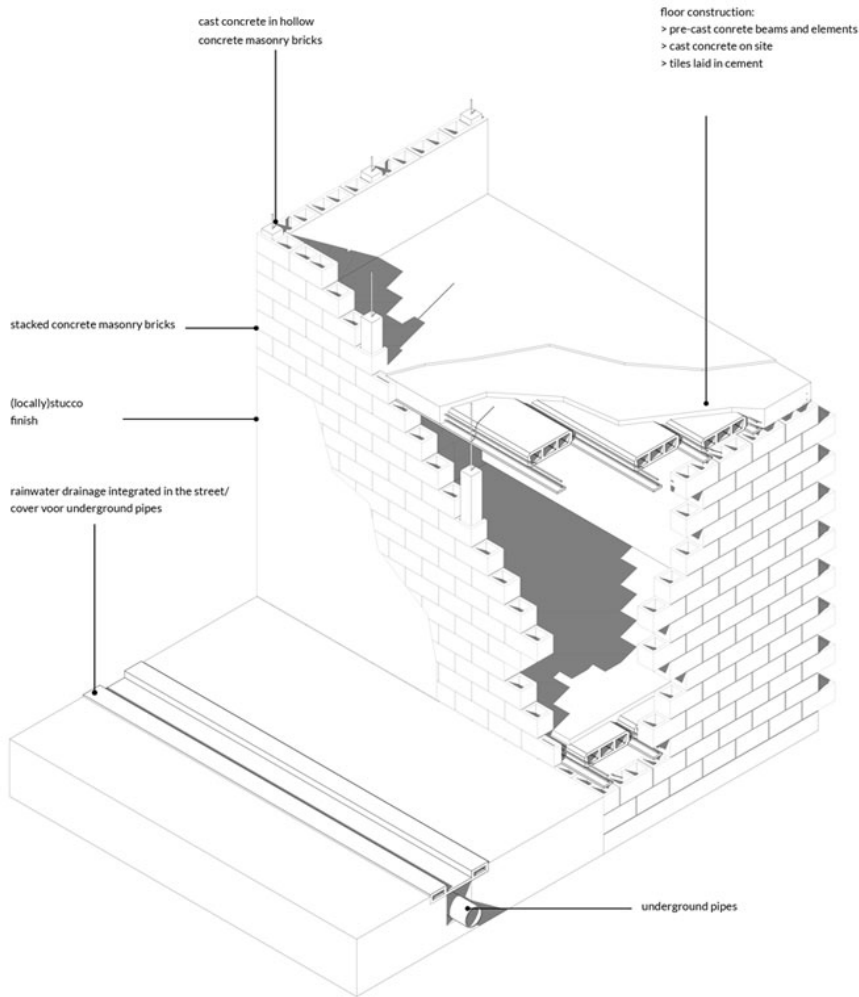 cast concrete in hollow
concrete masonry bricks
floor construction:
> pre-cast conrete beams and elements
> cast concrete on site
> tiles laid in cement
stacked concrete masonry bricks
(locally)stucco
finish
rainwater drainage integrated in the street/
cover voor underground pipes
underground pipes